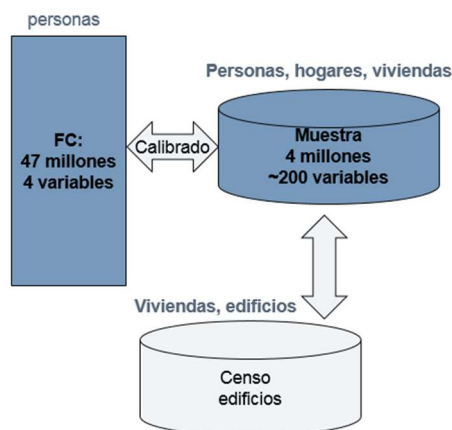 personas
Personas, hogares, viviendas
FC:
47 millones
4 variables
Calibrado
Muestra
4 millones
~200 variables
Viviendas, edificios
Censo
edificios